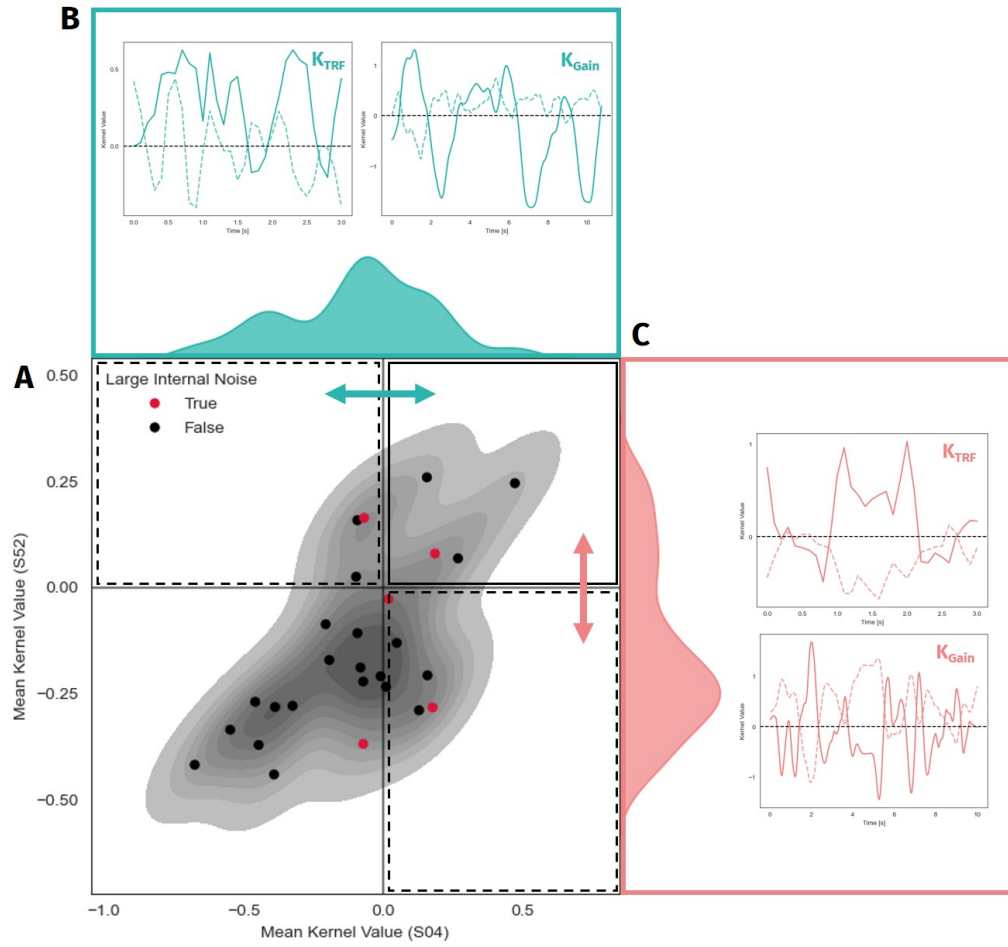 B
K_TRF
0.5
0.0
Kernel Value
0.0 0.5 1.0 1.5 2.0 2.5 3.0
Time [s]
K_Gain
1
0
−1
Kernel Value
0 2 4 6 8 10
Time [s]
A
Large Internal Noise
True
False
0.50
0.25
0.00
−0.25
−0.50
Mean Kernel Value (S52)
−1.0 −0.5 0.0 0.5
Mean Kernel Value (S04)
C
K_TRF
1
0
Kernel Value
0.0 0.5 1.0 1.5 2.0 2.5 3.0
Time [s]
K_Gain
1
0
−1
Kernel Value
0 2 4 6 8 10
Time [s]